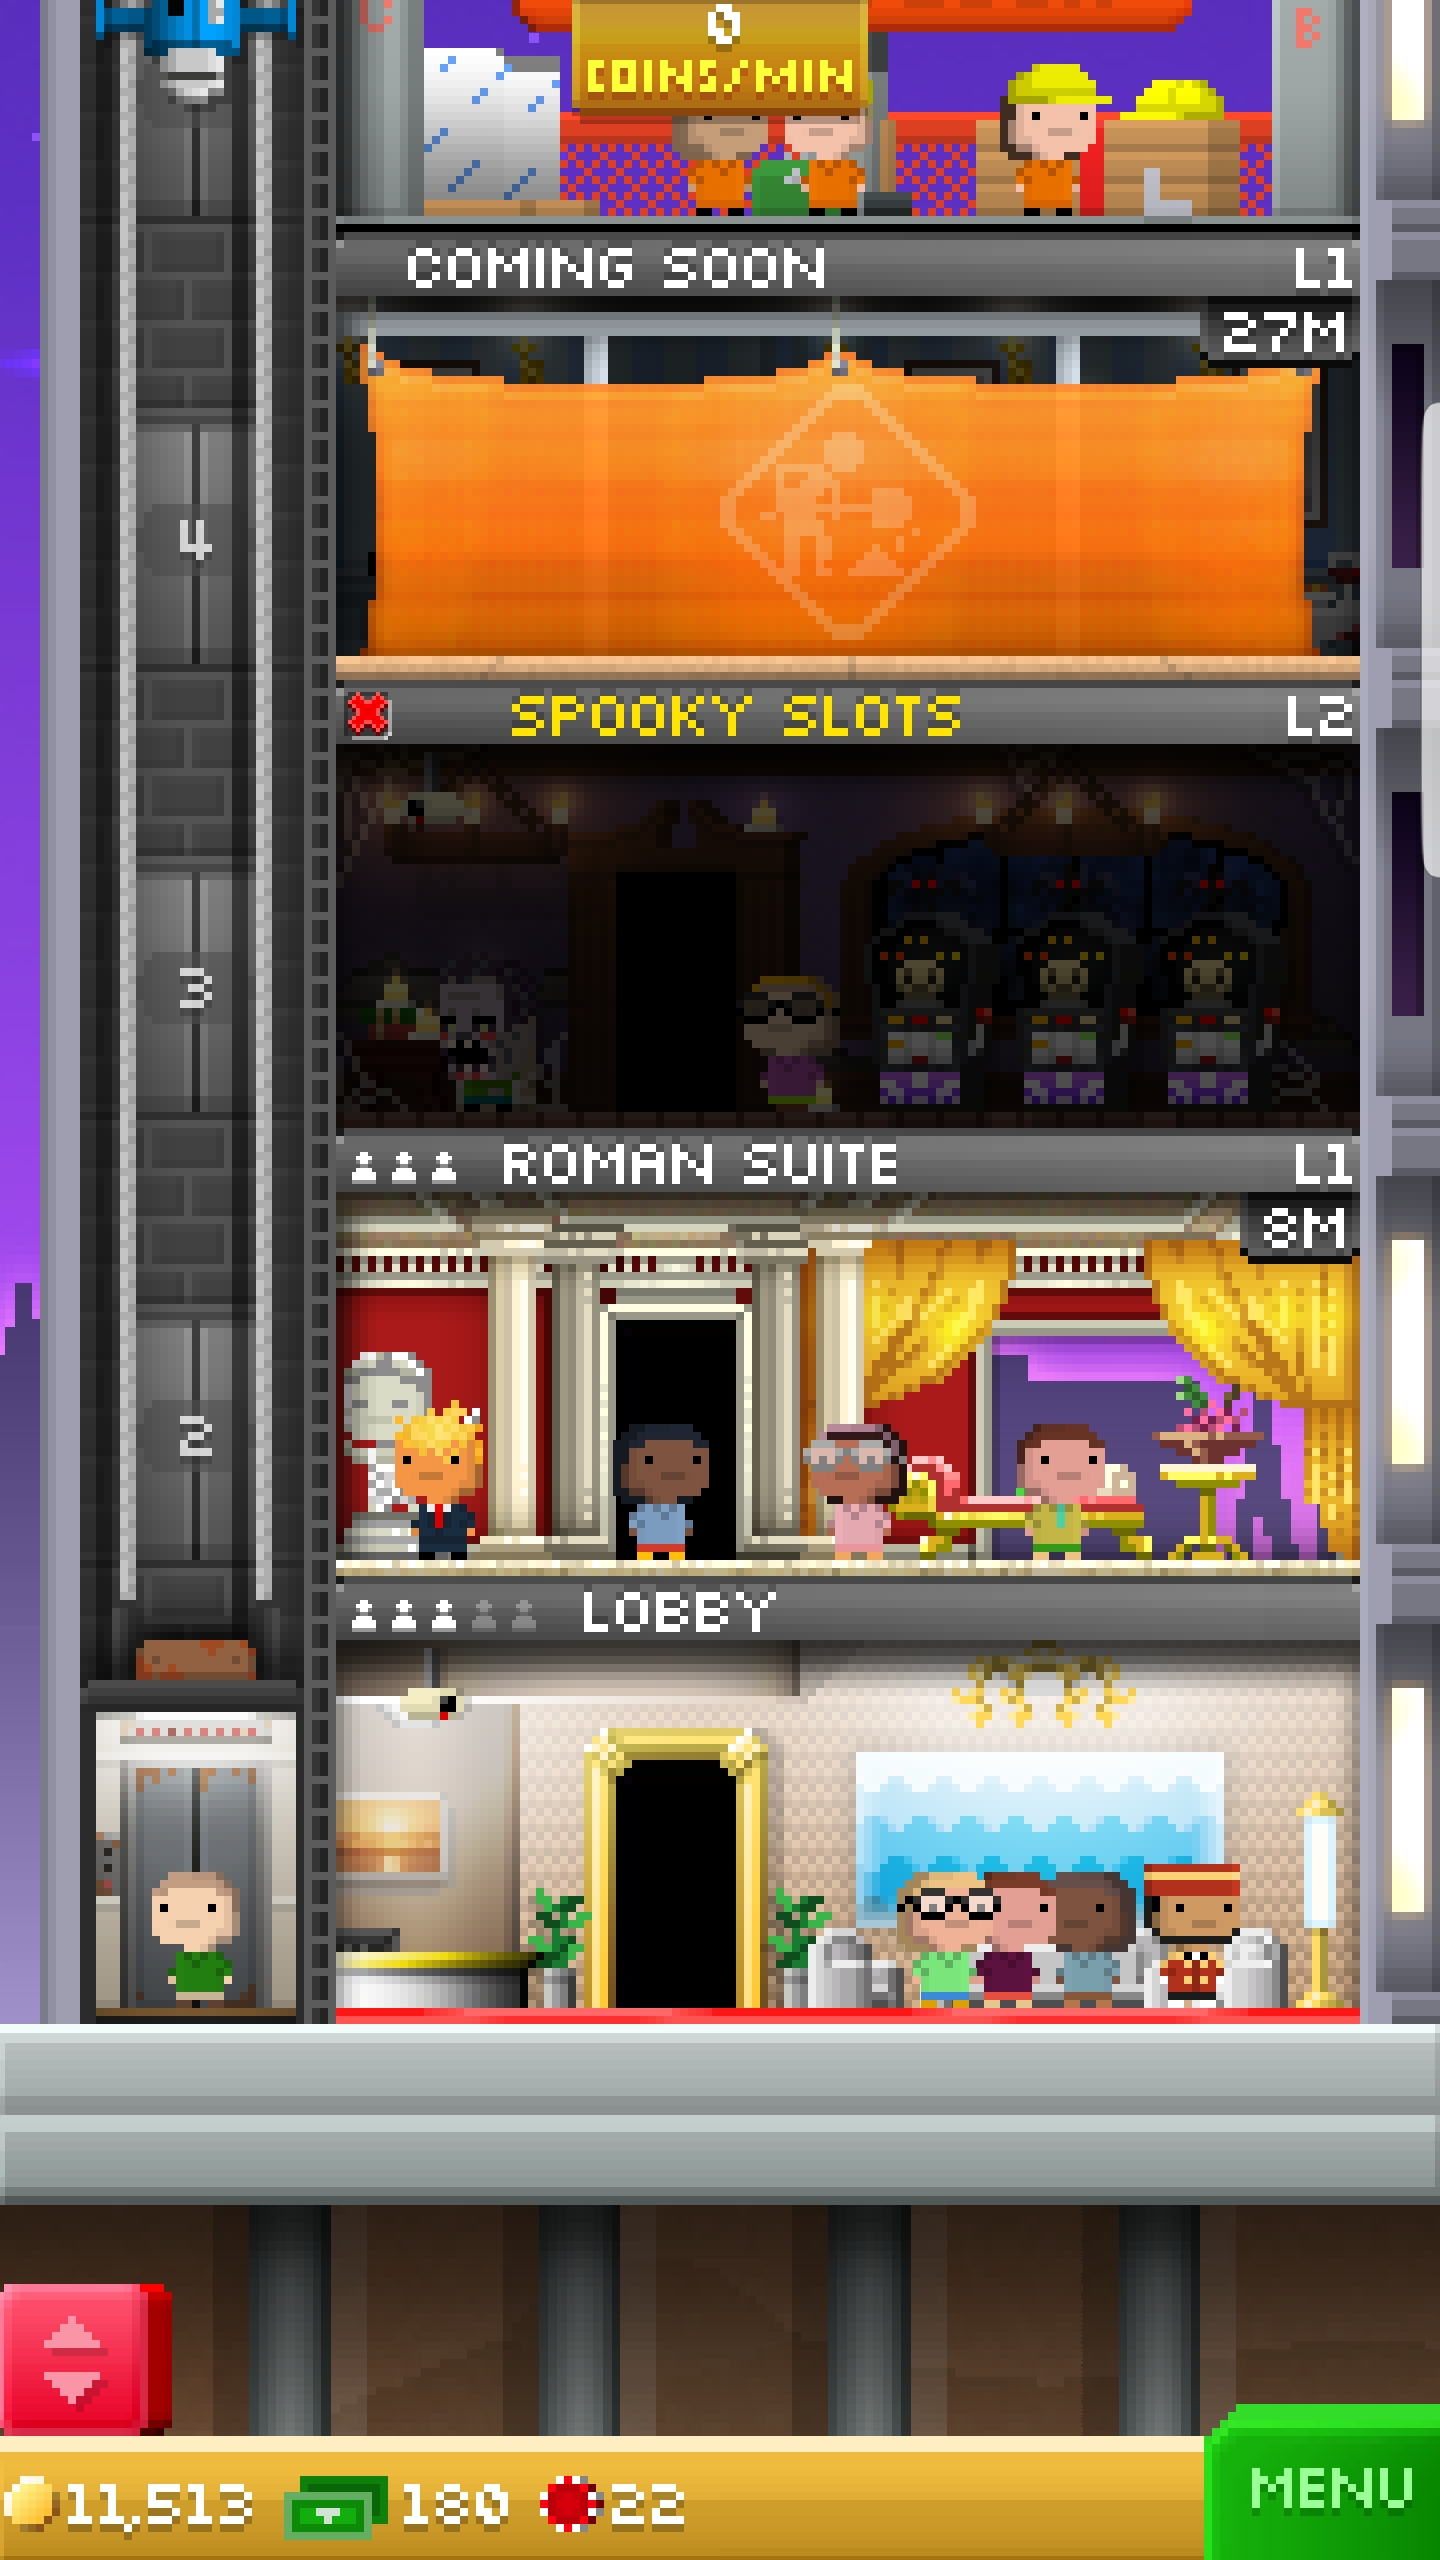 C
B
0
COINS/MIN
COMING SOON L1
27M
4
SPOOKY SLOTS L2
3
ROMAN SUITE L1
8M
2
LOBBY
11,513 180 22
MENU